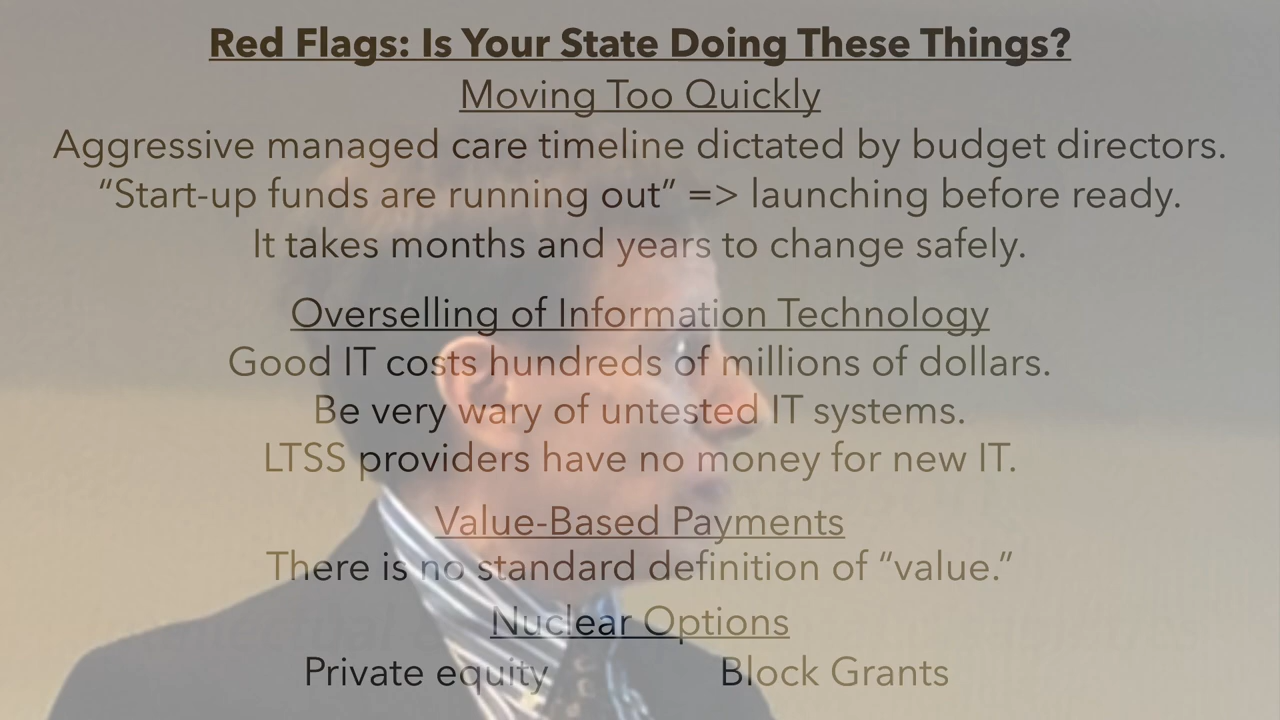 Red Flags: Is Your State Doing These Things?
Moving Too Quickly
Aggressive managed care timeline dictated by budget directors.
“Start-up funds are running out” => launching before ready.
It takes months and years to change safely.
Overselling of Information Technology
Good IT costs hundreds of millions of dollars.
Be very wary of untested IT systems.
LTSS providers have no money for new IT.
Value-Based Payments
There is no standard definition of “value.”
Nuclear Options
Private equity Block Grants